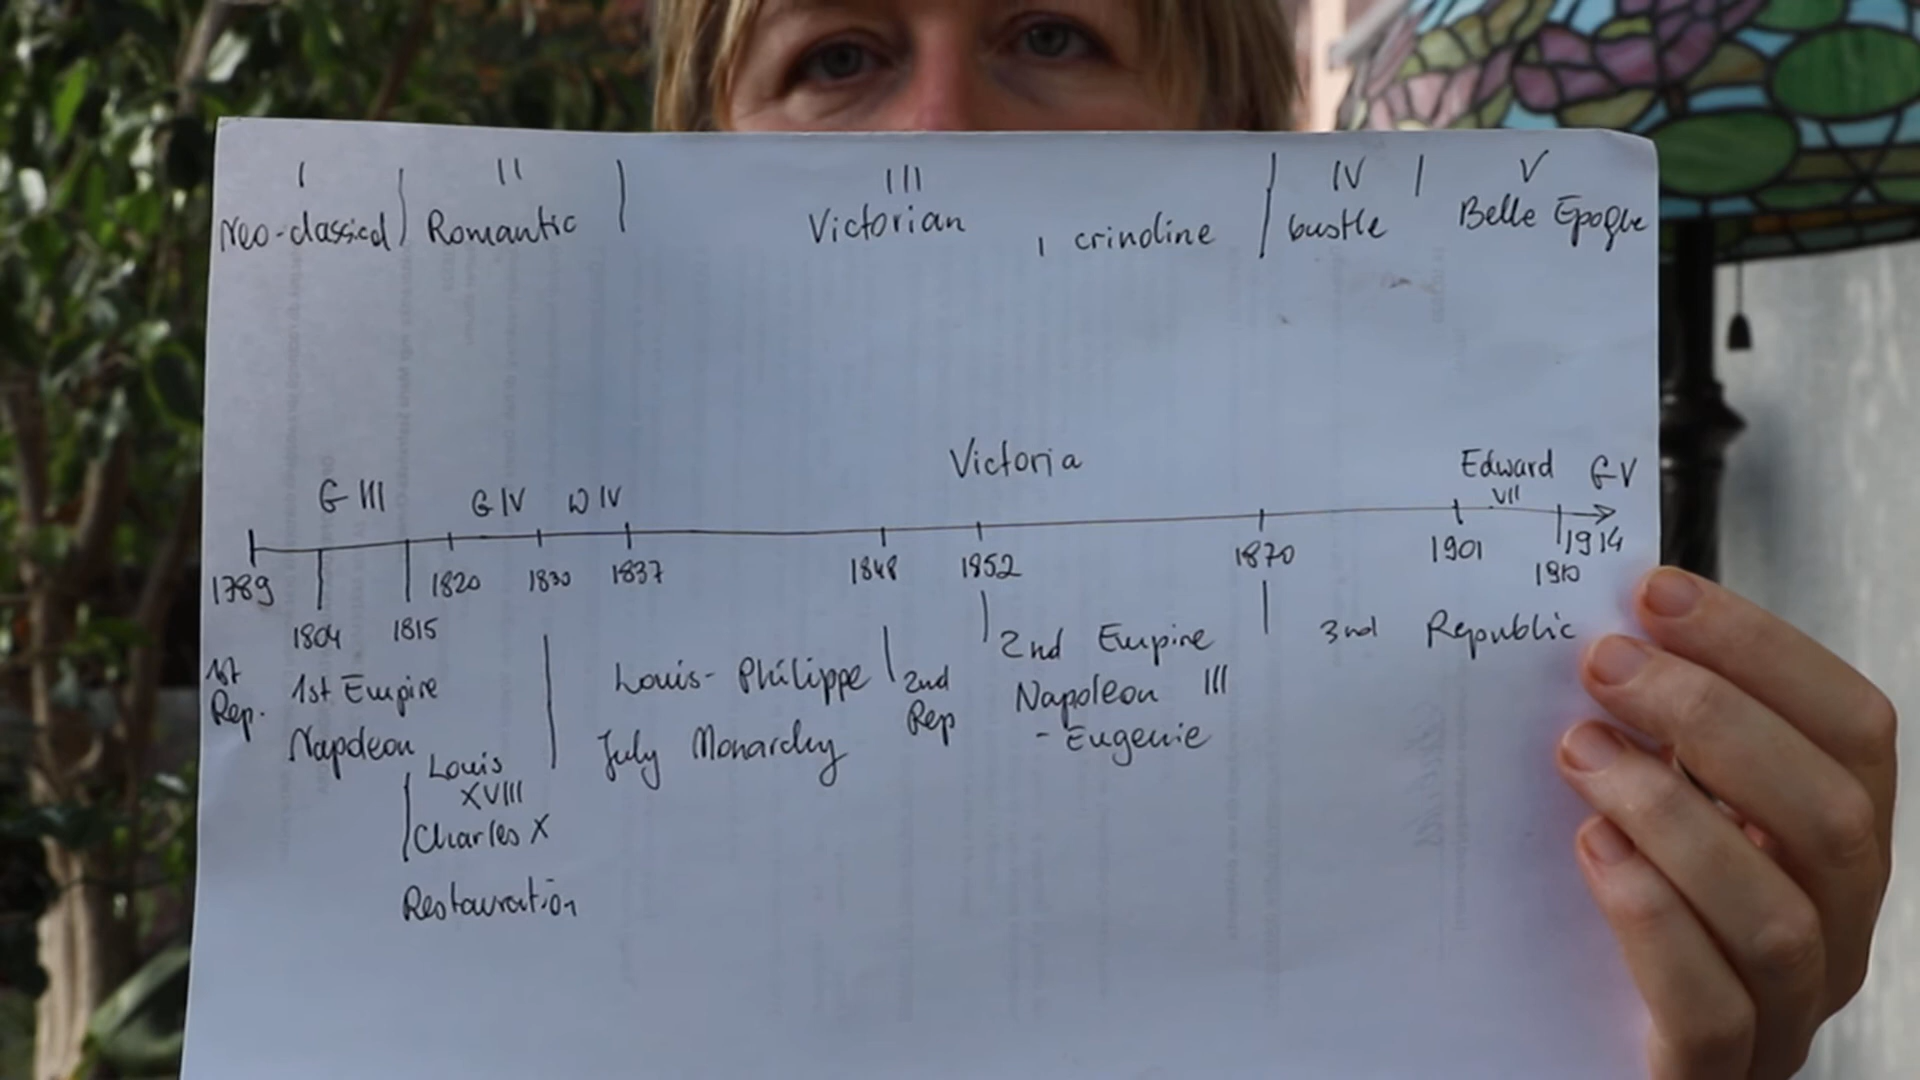 I II III IV V
Neo-classical Romantic Victorian , crinoline bustle Belle Epoque
Victoria
G III G IV W IV Edward VII G V
1789 1804 1815 1820 1830 1837 1848 1852 1870 1901 1910 1914
1st Rep.
1st Empire
Napoleon
Louis XVIII
Charles X
Restauration
Louis-Philippe
July Monarchy
2nd Rep
2nd Empire
Napoleon III
- Eugenie
3nd Republic